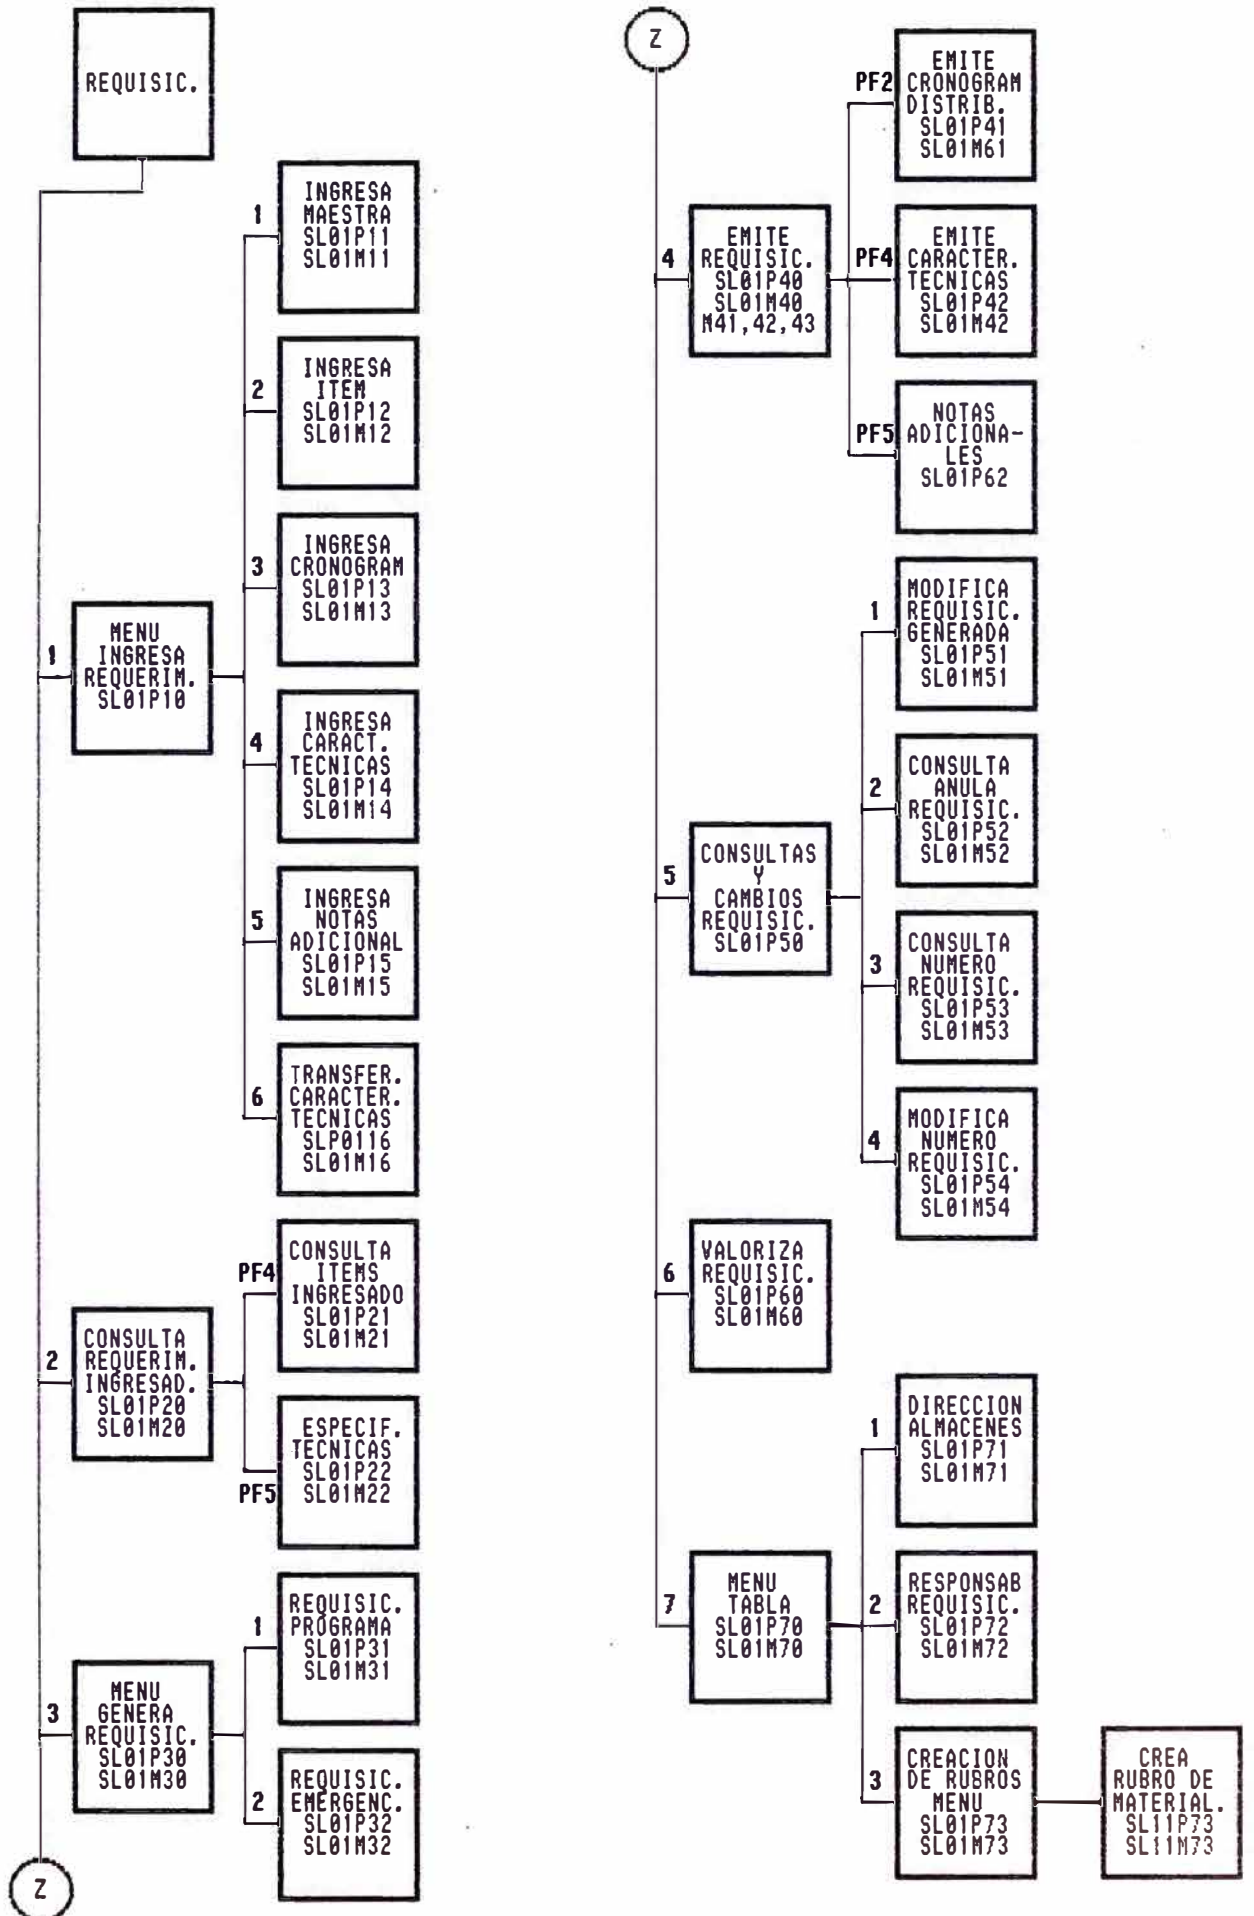 REQUISIC.
1
MENU
INGRESA
REQUERIM.
SL01P10
1
INGRESA
MAESTRA
SL01P11
SL01M11
2
INGRESA
ITEM
SL01P12
SL01M12
3
INGRESA
CRONOGRAM
SL01P13
SL01M13
4
INGRESA
CARACT.
TECNICAS
SL01P14
SL01M14
5
INGRESA
NOTAS
ADICIONAL
SL01P15
SL01M15
6
TRANSFER.
CARACTER.
TECNICAS
SLP0116
SL01M16
2
CONSULTA
REQUERIM.
INGRESAD.
SL01P20
SL01M20
PF4
CONSULTA
ITEMS
INGRESADO
SL01P21
SL01M21
PF5
ESPECIF.
TECNICAS
SL01P22
SL01M22
3
MENU
GENERA
REQUISIC.
SL01P30
SL01M30
1
REQUISIC.
PROGRAMA
SL01P31
SL01M31
2
REQUISIC.
EMERGENC.
SL01P32
SL01M32
Z
Z
4
EMITE
REQUISIC.
SL01P40
SL01M40
M41,42,43
PF2
EMITE
CRONOGRAM
DISTRIB.
SL01P41
SL01M61
PF4
EMITE
CARACTER.
TECNICAS
SL01P42
SL01M42
PF5
NOTAS
ADICIONA-
LES
SL01P62
5
CONSULTAS
Y
CAMBIOS
REQUISIC.
SL01P50
1
MODIFICA
REQUISIC.
GENERADA
SL01P51
SL01M51
2
CONSULTA
ANULA
REQUISIC.
SL01P52
SL01M52
3
CONSULTA
NUMERO
REQUISIC.
SL01P53
SL01M53
4
MODIFICA
NUMERO
REQUISIC.
SL01P54
SL01M54
6
VALORIZA
REQUISIC.
SL01P60
SL01M60
7
MENU
TABLA
SL01P70
SL01M70
1
DIRECCION
ALMACENES
SL01P71
SL01M71
2
RESPONSAB
REQUISIC.
SL01P72
SL01M72
3
CREACION
DE RUBROS
MENU
SL01P73
SL01M73
CREA
RUBRO DE
MATERIAL.
SL11P73
SL11M73